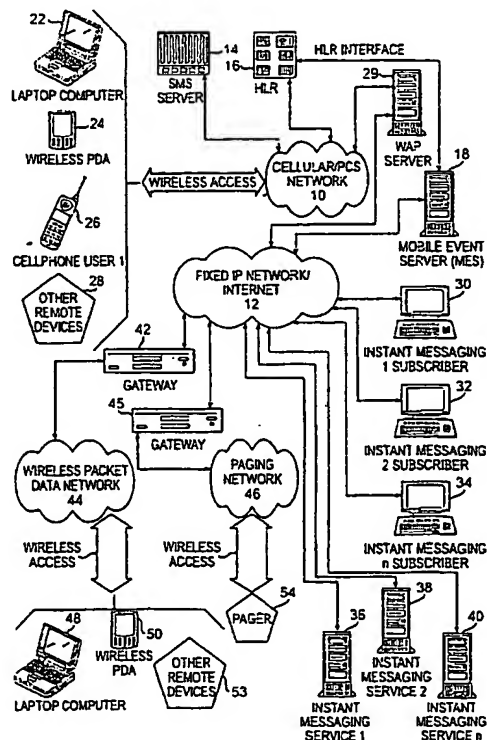 22
LAPTOP COMPUTER
24
WIRELESS PDA
26
CELLPHONE USER 1
28
OTHER
REMOTE
DEVICES
14
SMS
SERVER
16
HLR
HLR INTERFACE
29
WAP
SERVER
18
MOBILE EVENT
SERVER (MES)
WIRELESS ACCESS
CELLULAR/PCS
NETWORK
10
FIXED IP NETWORK/
INTERNET
12
30
INSTANT MESSAGING
1 SUBSCRIBER
32
INSTANT MESSAGING
2 SUBSCRIBER
34
INSTANT MESSAGING
n SUBSCRIBER
42
GATEWAY
45
GATEWAY
WIRELESS PACKET
DATA NETWORK
44
PAGING
NETWORK
46
WIRELESS
ACCESS
WIRELESS
ACCESS
54
PAGER
48
LAPTOP COMPUTER
50
WIRELESS
PDA
OTHER
REMOTE
DEVICES
53
36
INSTANT
MESSAGING
SERVICE 1
38
INSTANT
MESSAGING
SERVICE 2
40
INSTANT
MESSAGING
SERVICE n